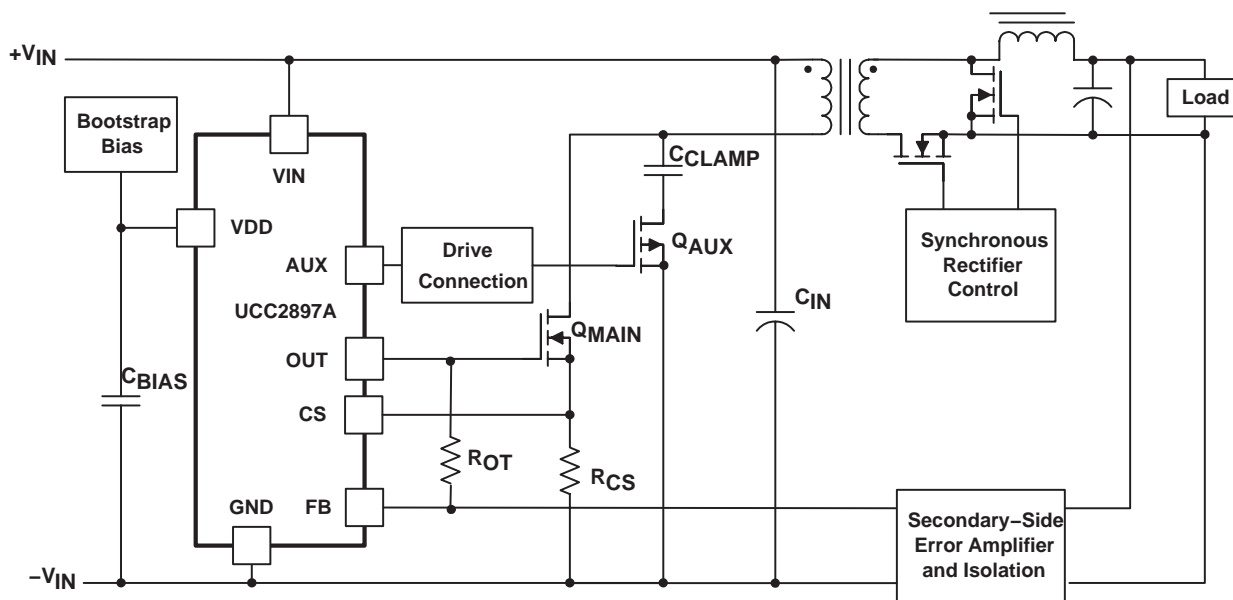 +VIN
Bootstrap
Bias
VIN
VDD
AUX
UCC2897A
OUT
CS
FB
GND
CBIAS
Drive
Connection
CCLAMP
QAUX
QMAIN
ROT
RCS
CIN
Synchronous
Rectifier
Control
Load
Secondary−Side
Error Amplifier
and Isolation
−VIN